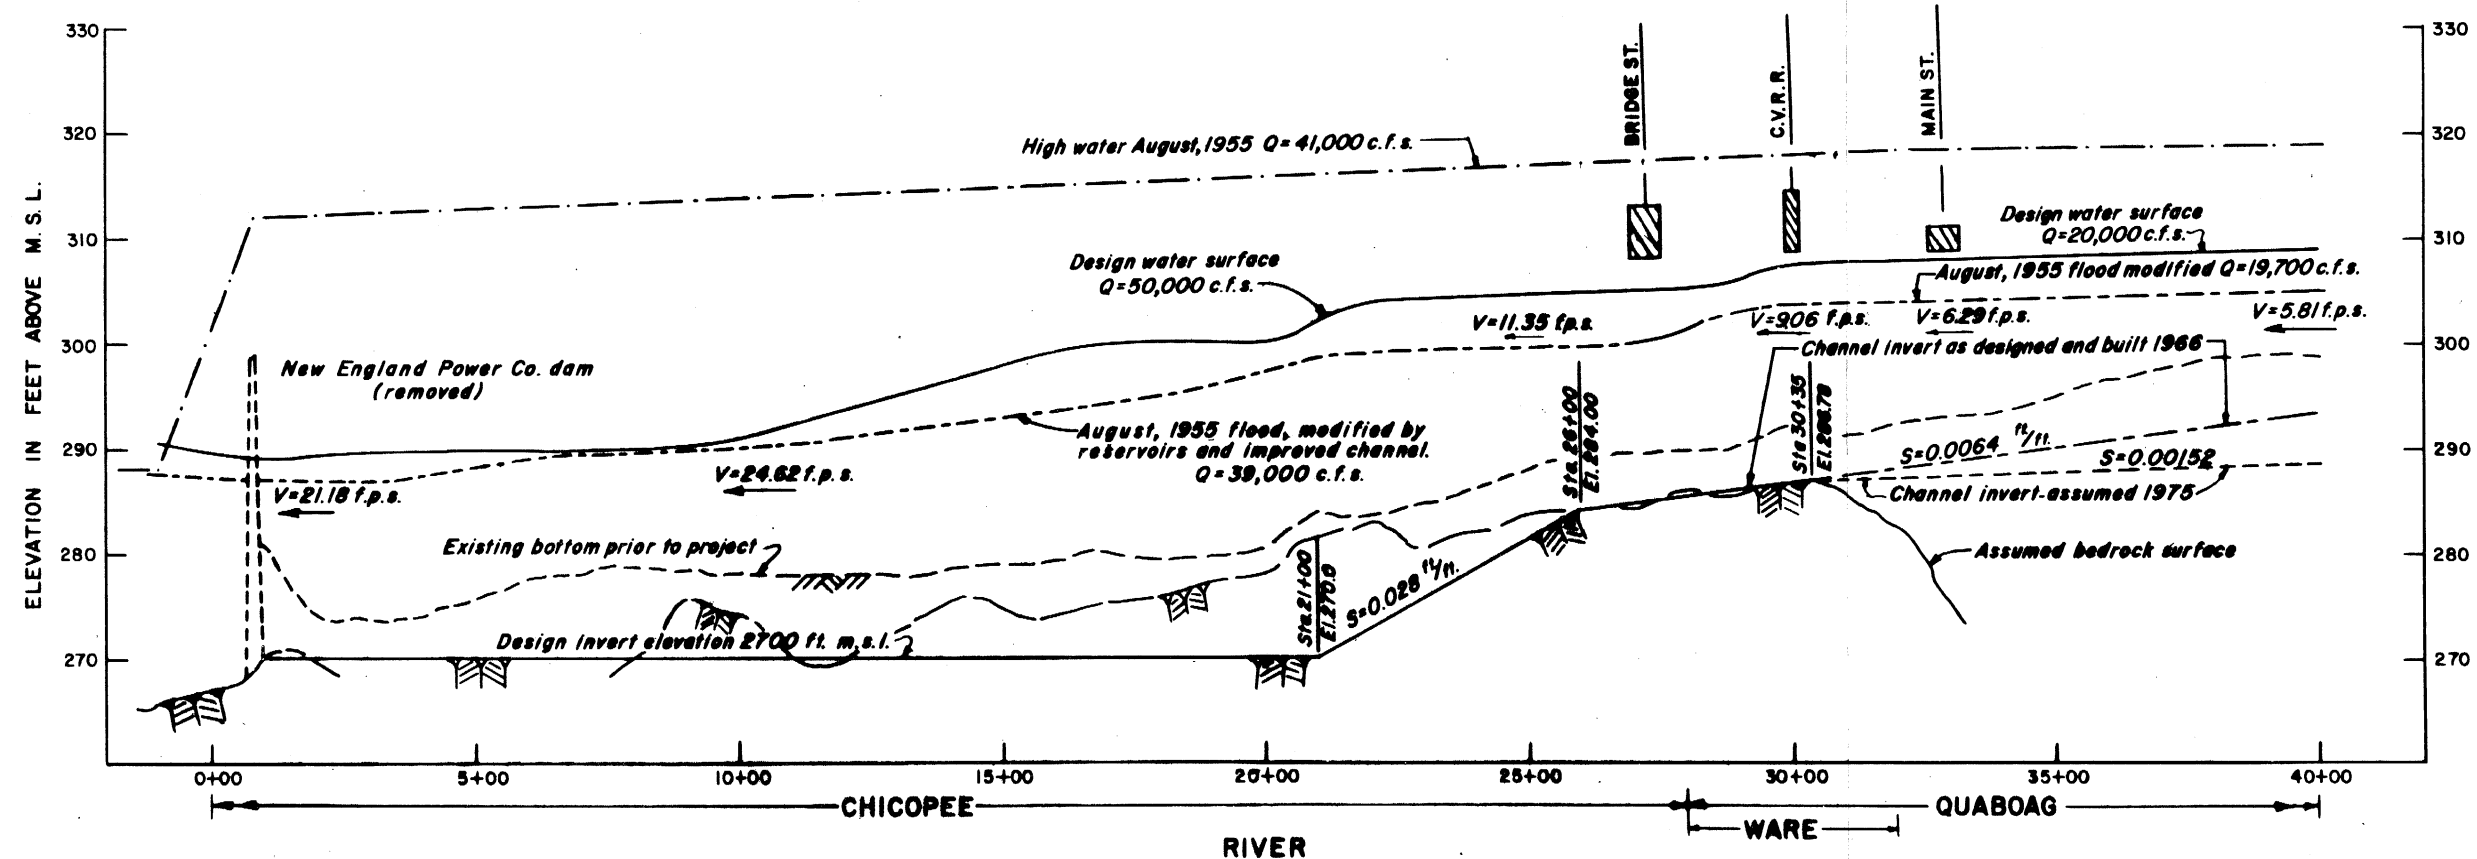 330
320
310
300
290
280
270
ELEVATION IN FEET ABOVE M.S.L.
330
320
310
300
290
280
270
BRIDGE ST.
C.V.R.R.
MAIN ST.
High water August, 1955 Q=41,000 c.f.s.
Design water surface
Q=20,000 c.f.s.
Design water surface
Q=50,000 c.f.s.
August, 1955 flood modified Q=19,700 c.f.s.
V=11.35 f.p.s.
V=9.06 f.p.s.
V=6.29 f.p.s.
V=5.81 f.p.s.
Channel invert as designed and built 1966
New England Power Co. dam
(removed)
August, 1955 flood, modified by
reservoirs and improved channel.
Q=39,000 c.f.s.
Sta. 26+00
El. 284.00
Sta 30+35
El. 286.78
S=0.0064 ft/ft.
S=0.00152
V=21.18 f.p.s.
V=24.62 f.p.s.
Channel invert-assumed 1975
Existing bottom prior to project
Assumed bedrock surface
Sta. 21+00
El. 270.0
S=0.028 ft/ft.
Design invert elevation 2700 ft. m.s.l.
0+00 5+00 10+00 15+00 20+00 25+00 30+00 35+00 40+00
CHICOPEE QUABOAG
WARE
RIVER